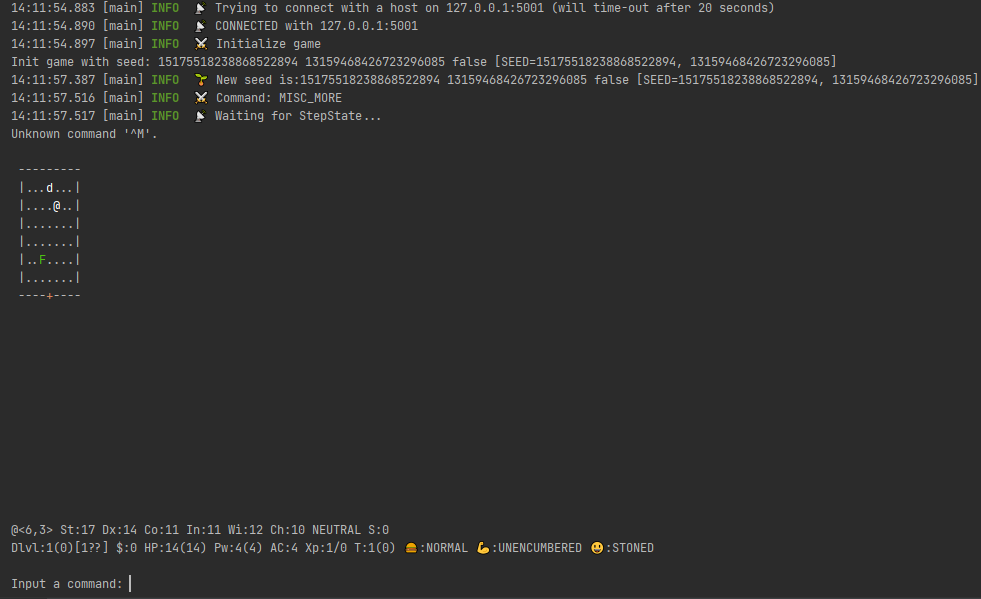 14:11:54.883 [main] INFO 📡 Trying to connect with a host on 127.0.0.1:5001 (will time-out after 20 seconds)
14:11:54.890 [main] INFO 📡 CONNECTED with 127.0.0.1:5001
14:11:54.897 [main] INFO ⚔ Initialize game
Init game with seed: 15175518238868522894 13159468426723296085 false [SEED=15175518238868522894, 13159468426723296085]
14:11:57.387 [main] INFO 🌱 New seed is:15175518238868522894 13159468426723296085 false [SEED=15175518238868522894, 13159468426723296085]
14:11:57.516 [main] INFO ⚔ Command: MISC_MORE
14:11:57.517 [main] INFO 📡 Waiting for StepState...
Unknown command '^M'.
---------
|...d...|
|....@..|
|.......|
|.......|
|..F....|
|.......|
----+----
@<6,3> St:17 Dx:14 Co:11 In:11 Wi:12 Ch:10 NEUTRAL S:0
Dlvl:1(0)[1??] $:0 HP:14(14) Pw:4(4) AC:4 Xp:1/0 T:1(0) 🍔:NORMAL 💪:UNENCUMBERED 😃:STONED
Input a command: